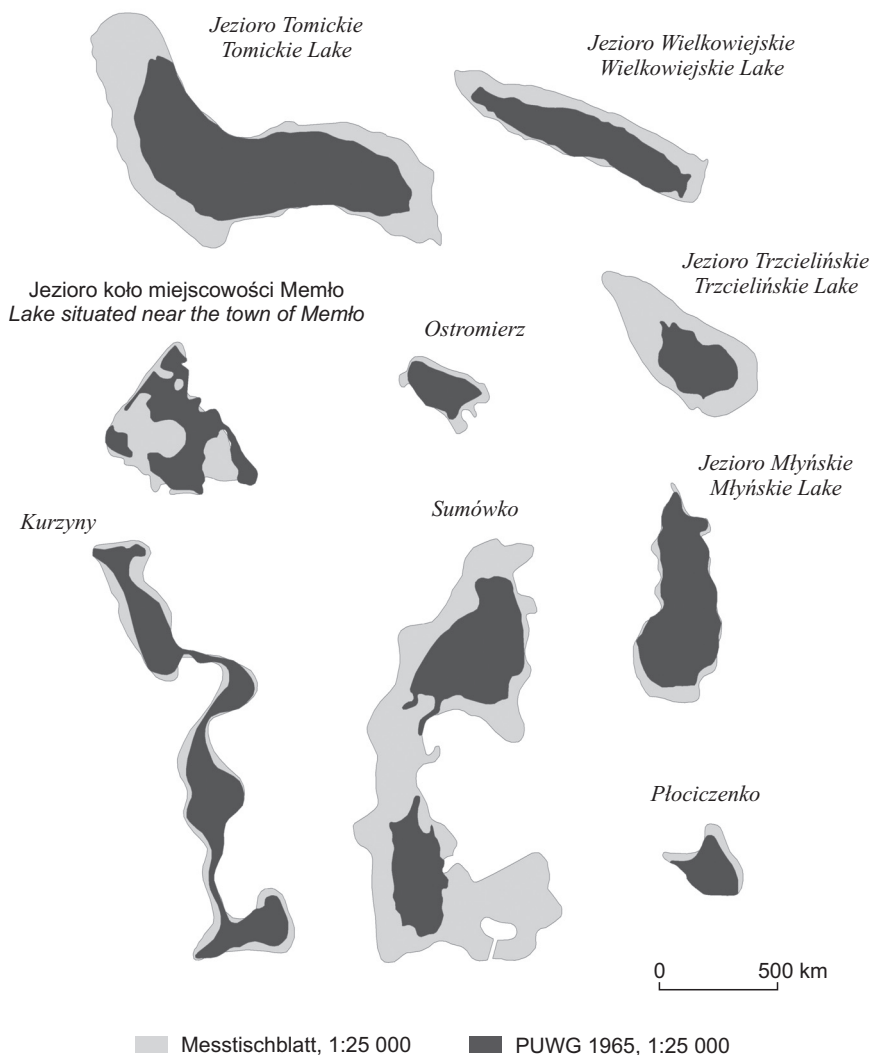 Jezioro Tomickie
Tomickie Lake
Jezioro Wielkowiejskie
Wielkowiejskie Lake
Jezioro Trzcielińskie
Trzcielińskie Lake
Jezioro koło miejscowości Memło
Lake situated near the town of Memło
Ostromierz
Jezioro Młyńskie
Młyńskie Lake
Kurzyny
Sumówko
Płociczenko
0 500 km
Messtischblatt, 1:25 000
PUWG 1965, 1:25 000